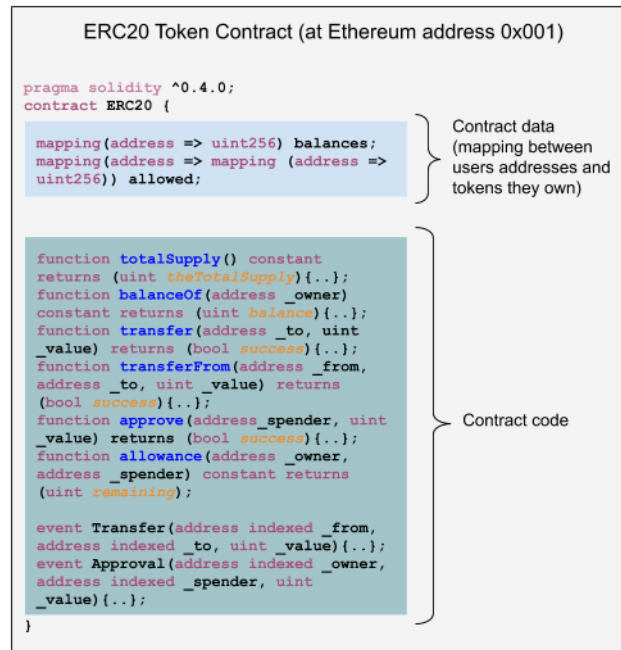 ERC20 Token Contract (at Ethereum address 0x001)
pragma solidity ^0.4.0;
contract ERC20 {
mapping(address => uint256) balances;
mapping(address => mapping (address =>
uint256)) allowed;
Contract data
(mapping between
users addresses and
tokens they own)
function totalSupply() constant
returns (uint theTotalSupply){..};
function balanceOf(address _owner)
constant returns (uint balance){..};
function transfer(address _to, uint
_value) returns (bool success){..};
function transferFrom(address _from,
address _to, uint _value) returns
(bool success){..};
function approve(address_spender, uint
_value) returns (bool success){..};
function allowance(address _owner,
address _spender) constant returns
(uint remaining);
event Transfer(address indexed _from,
address indexed _to, uint _value){..};
event Approval(address indexed _owner,
address indexed _spender, uint
_value){..};
Contract code
}